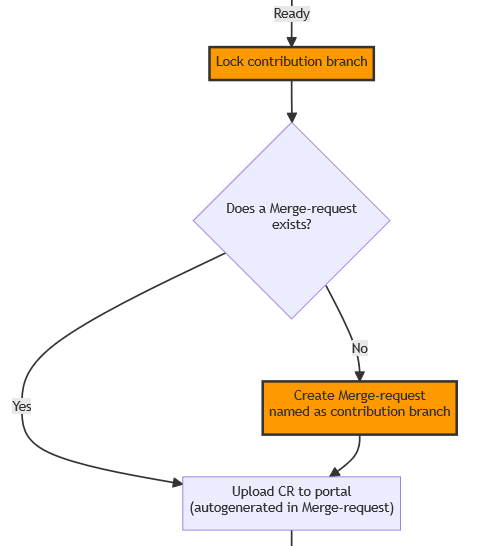 Ready
Lock contribution branch
Does a Merge-request
exists?
No
Yes
Create Merge-request
named as contribution branch
Upload CR to portal
(autogenerated in Merge-request)